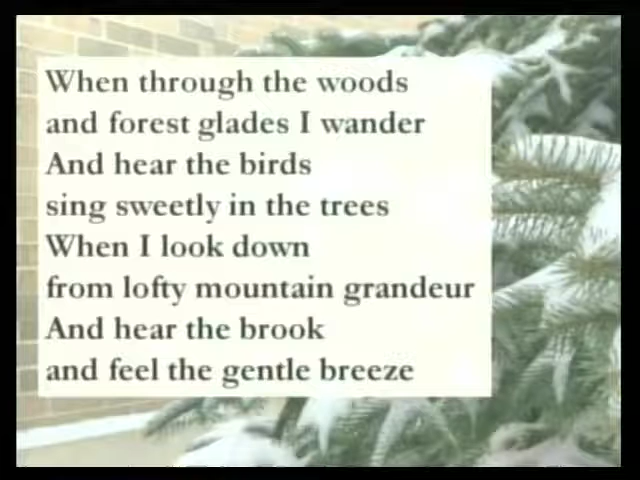 When through the woods
and forest glades I wander
And hear the birds
sing sweetly in the trees
When I look down
from lofty mountain grandeur
And hear the brook
and feel the gentle breeze